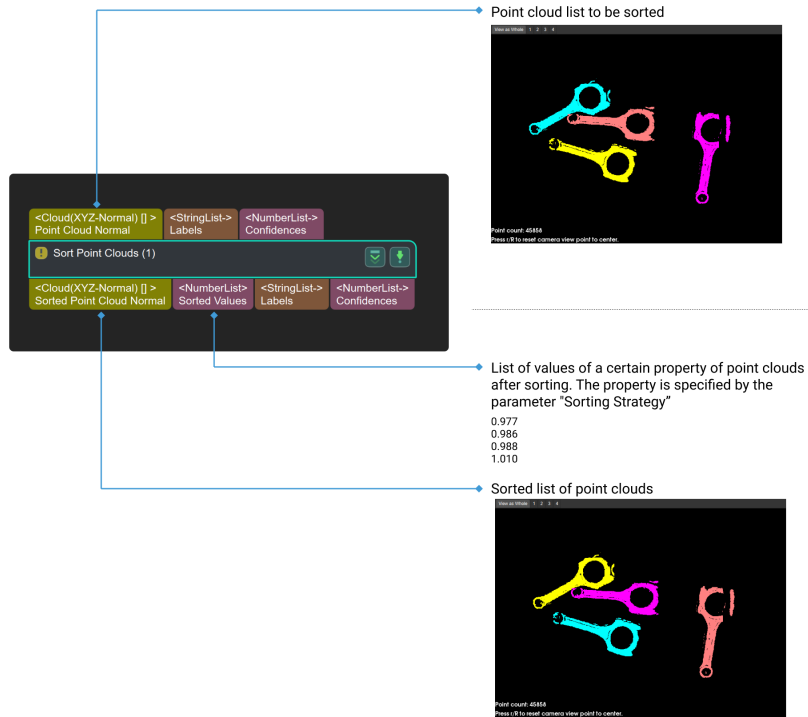 Point cloud list to be sorted
View as Whole 1 2 3 4
Point count: 45858
Press r/R to reset camera view point to center.
<Cloud(XYZ-Normal) [] > <StringList-> <NumberList->
Point Cloud Normal Labels Confidences
! Sort Point Clouds (1)
<Cloud(XYZ-Normal) [] > <NumberList> <StringList-> <NumberList->
Sorted Point Cloud Normal Sorted Values Labels Confidences
List of values of a certain property of point clouds
after sorting. The property is specified by the
parameter "Sorting Strategy”
0.977
0.986
0.988
1.010
Sorted list of point clouds
View as Whole 1 2 3 4
Point count: 45858
Press r/R to reset camera view point to center.